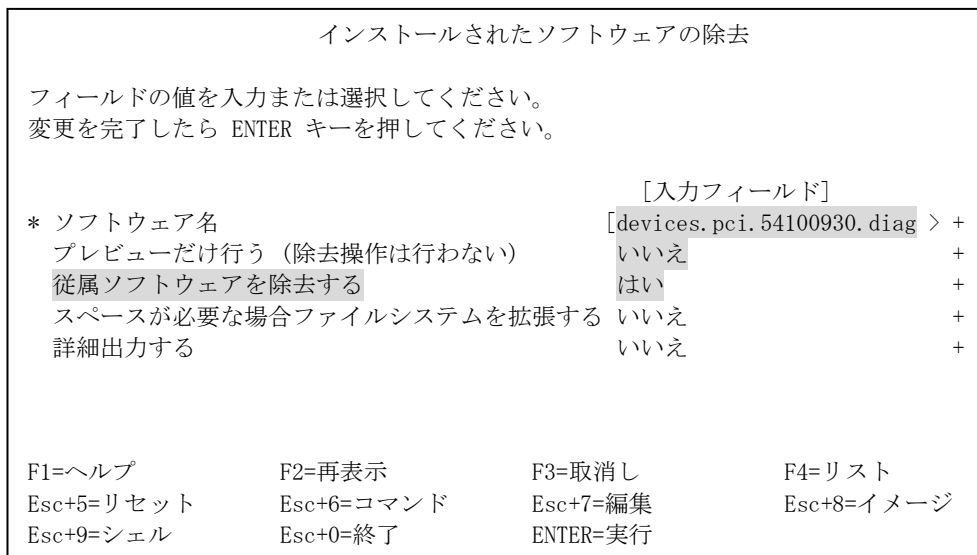 インストールされたソフトウェアの除去
フィールドの値を入力または選択してください。
変更を完了したら ENTER キーを押してください。
[入力フィールド]
* ソフトウェア名 [devices.pci.54100930.diag > +
プレビューだけ行う（除去操作は行わない） いいえ +
従属ソフトウェアを除去する はい +
スペースが必要な場合ファイルシステムを拡張する いいえ +
詳細出力する いいえ +
F1=ヘルプ F2=再表示 F3=取消し F4=リスト
Esc+5=リセット Esc+6=コマンド Esc+7=編集 Esc+8=イメージ
Esc+9=シェル Esc+0=終了 ENTER=実行